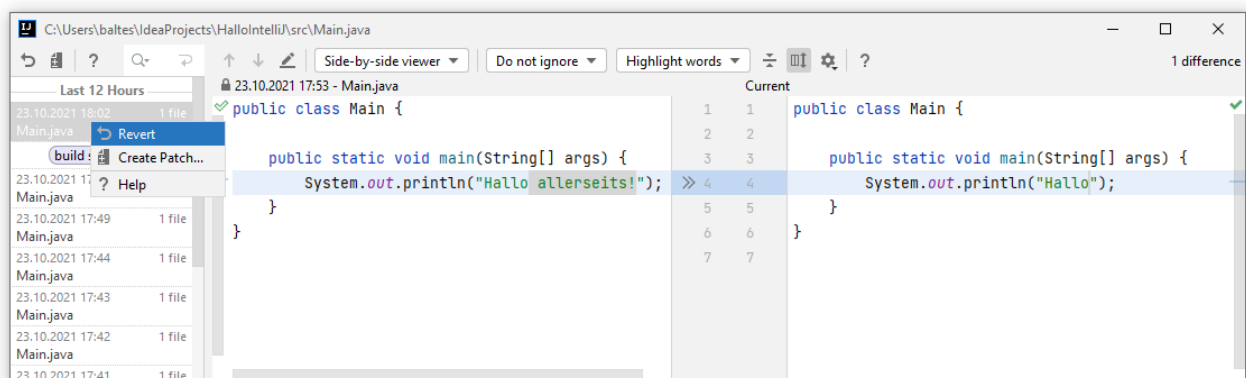 C:\Users\baltes\IdeaProjects\HalloIntelliJ\src\Main.java
Side-by-side viewer Do not ignore Highlight words ? 1 difference
Last 12 Hours
23.10.2021 17:53 - Main.java Current
23.10.2021 18:02 1 file
Main.java
Revert
Create Patch...
? Help
build
23.10.2021 17
Main.java
23.10.2021 17:49 1 file
Main.java
23.10.2021 17:44 1 file
Main.java
23.10.2021 17:43 1 file
Main.java
23.10.2021 17:42 1 file
Main.java
23.10.2021 17:41 1 file
public class Main {
public static void main(String[] args) {
System.out.println("Hallo allerseits!");
}
}
1 1
2 2
3 3
4 4
5 5
6 6
7 7
public class Main {
public static void main(String[] args) {
System.out.println("Hallo");
}
}